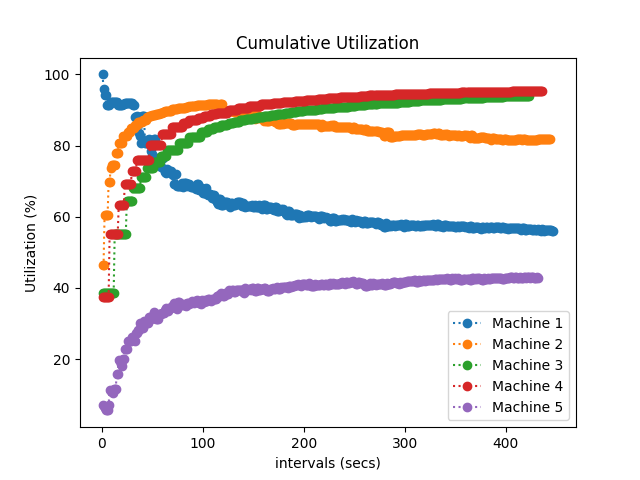 Cumulative Utilization
100
80
60
40
20
Utilization (%)
0
100
200
300
400
intervals (secs)
Machine 1
Machine 2
Machine 3
Machine 4
Machine 5